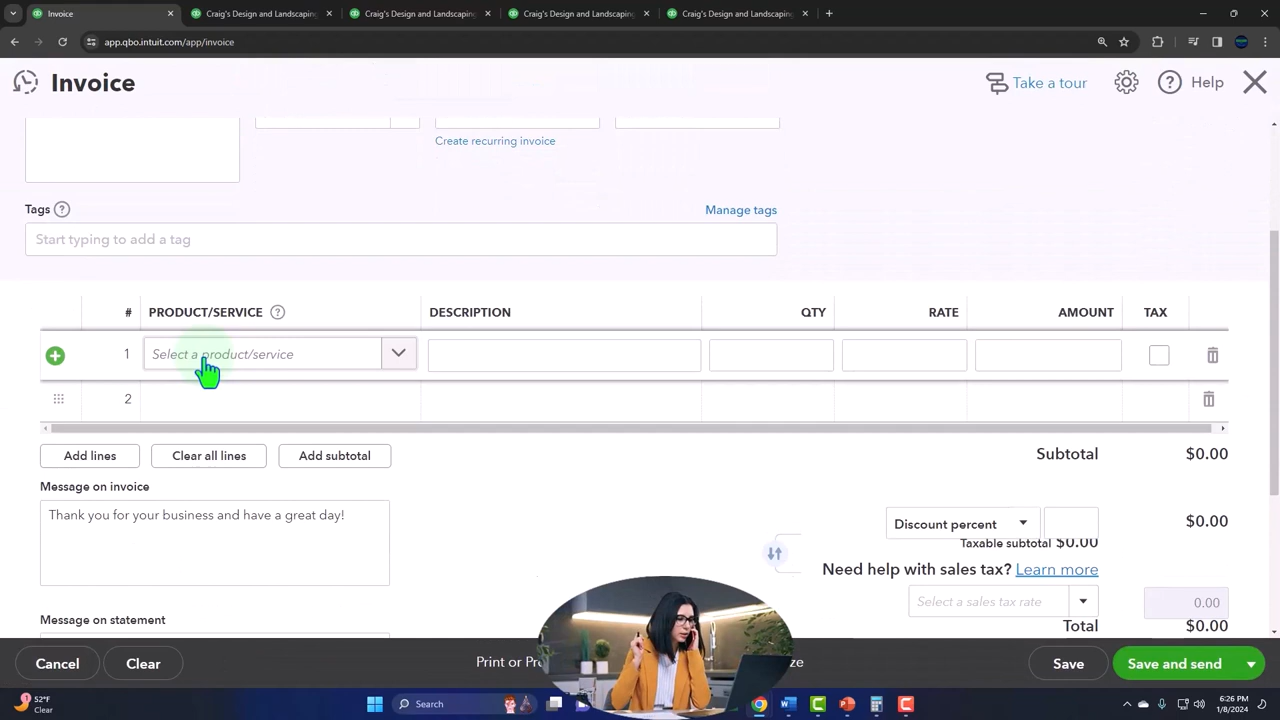 Invoice
Craig's Design and Landscaping
Craig's Design and Landscaping
Craig's Design and Landscaping
Craig's Design and Landscaping
app.qbo.intuit.com/app/invoice
Invoice
Take a tour
Help
Create recurring invoice
Tags
Manage tags
Start typing to add a tag
# PRODUCT/SERVICE DESCRIPTION QTY RATE AMOUNT TAX
1 Select a product/service
2
Add lines Clear all lines Add subtotal
Subtotal $0.00
Message on invoice
Thank you for your business and have a great day!
Discount percent $0.00
Taxable subtotal $0.00
Need help with sales tax? Learn more
Select a sales tax rate 0.00
Message on statement
Total $0.00
Cancel Clear Print or Pr ze Save Save and send
52°F
Clear
Search
6:26 PM
1/8/2024